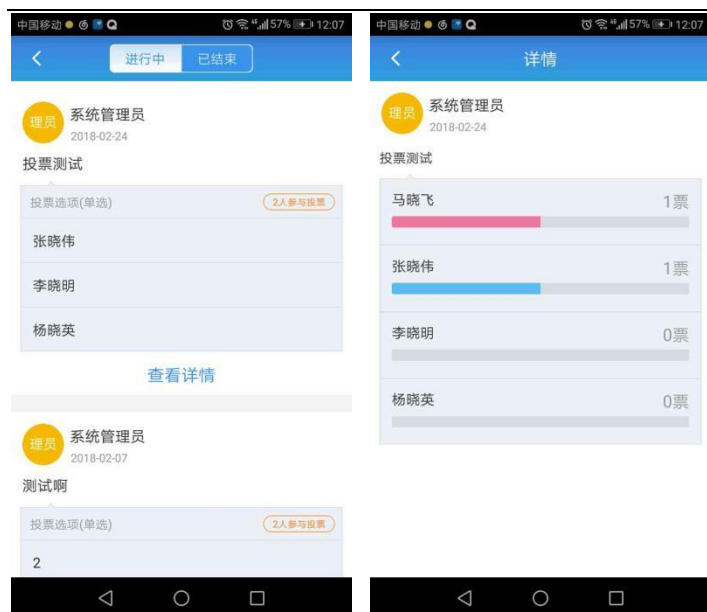 中国移动 57% 12:07
进行中 已结束
理员 系统管理员
2018-02-24
投票测试
投票选项(单选) 2人参与投票
张晓伟
李晓明
杨晓英
查看详情
理员 系统管理员
2018-02-07
测试啊
投票选项(单选) 2人参与投票
2
中国移动 57% 12:07
详情
理员 系统管理员
2018-02-24
投票测试
马晓飞 1票
张晓伟 1票
李晓明 0票
杨晓英 0票